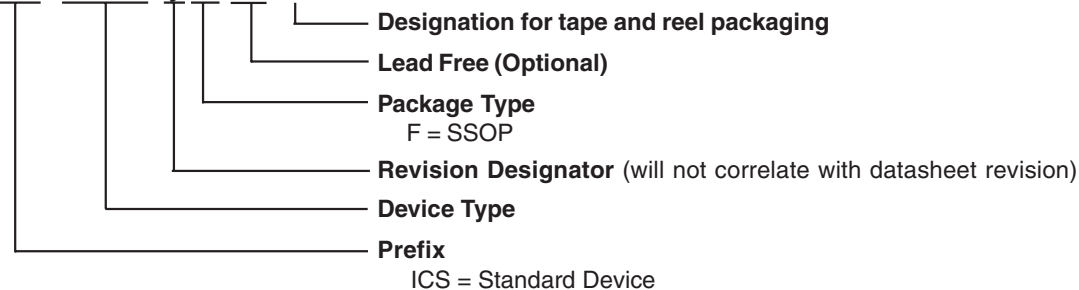 Designation for tape and reel packaging
Lead Free (Optional)
Package Type
F = SSOP
Revision Designator (will not correlate with datasheet revision)
Device Type
Prefix
ICS = Standard Device